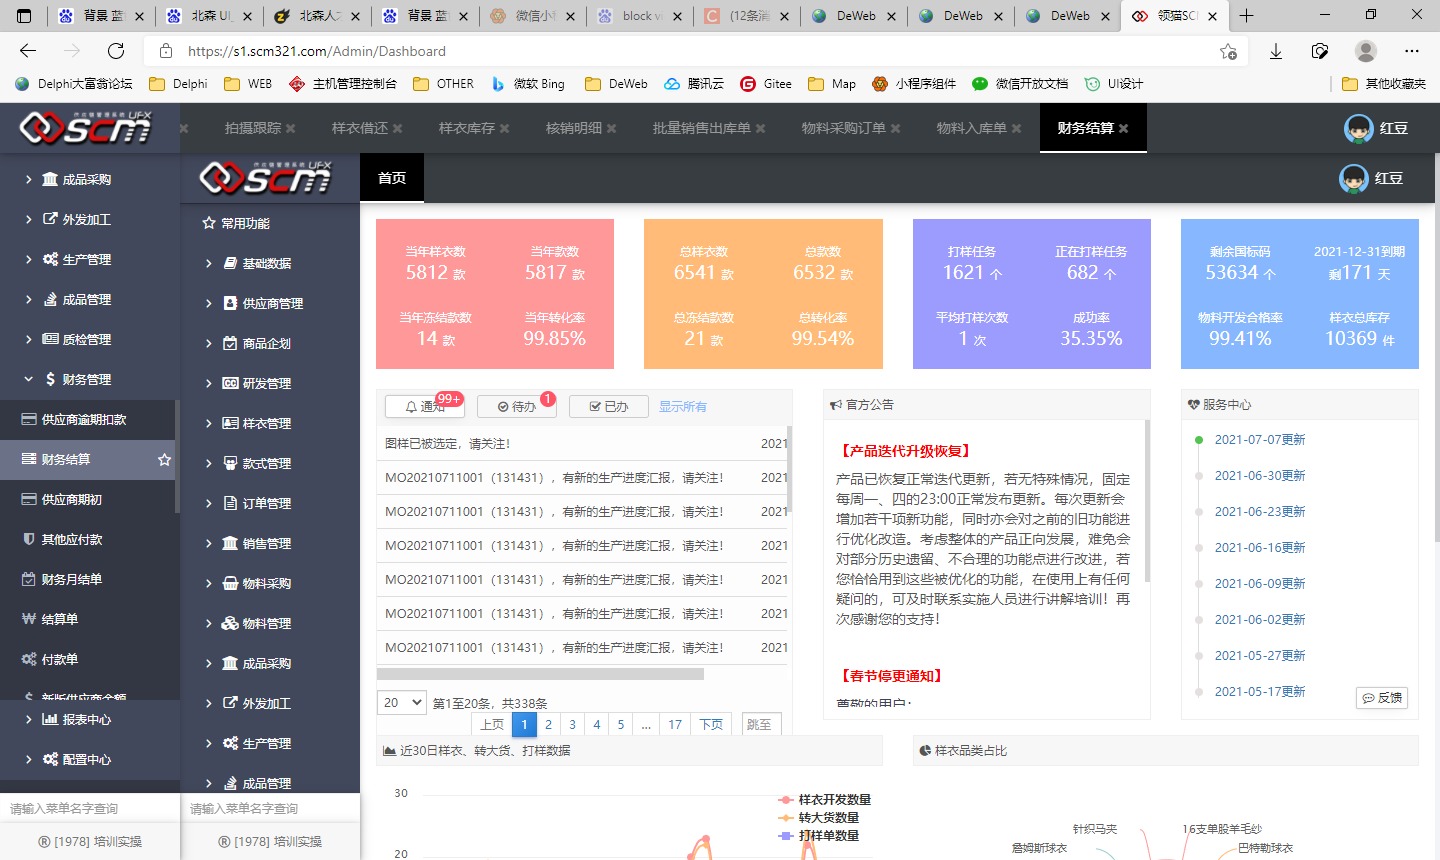 背景 蓝
北森 UI_
北森人才
背景 蓝
微信小程
block vi
(12条消
DeWeb
DeWeb
DeWeb
领猫SCM
https://s1.scm321.com/Admin/Dashboard
Delphi大富翁论坛
Delphi
WEB
主机管理控制台
OTHER
微软 Bing
DeWeb
腾讯云
Gitee
Map
小程序组件
微信开放文档
UI设计
其他收藏夹
供应链管理系统 UFX
scm
拍摄跟踪
样衣借还
样衣库存
核销明细
批量销售出库单
物料采购订单
物料入库单
财务结算
红豆
成品采购
外发加工
生产管理
成品管理
质检管理
财务管理
供应商逾期扣款
财务结算
供应商期初
其他应付款
财务月结单
结算单
付款单
新版供应商余额
报表中心
配置中心
请输入菜单名字查询
[1978] 培训实操
供应链管理系统 UFX
scm
首页
红豆
常用功能
基础数据
供应商管理
商品企划
研发管理
样衣管理
款式管理
订单管理
销售管理
物料采购
物料管理
成品采购
外发加工
生产管理
成品管理
请输入菜单名字查询
[1978] 培训实操
当年样衣数
5812 款
当年款数
5817 款
当年冻结款数
14 款
当年转化率
99.85%
总样衣数
6541 款
总款数
6532 款
总冻结款数
21 款
总转化率
99.54%
打样任务
1621 个
正在打样任务
682 个
平均打样次数
1 次
成功率
35.35%
剩余国标码
53634 个
2021-12-31到期
剩171 天
物料开发合格率
99.41%
样衣总库存
10369 件
通知 99+
待办 1
已办
显示所有
图样已被选定，请关注! 2021
MO20210711001（131431），有新的生产进度汇报，请关注! 2021
MO20210711001（131431），有新的生产进度汇报，请关注! 2021
MO20210711001（131431），有新的生产进度汇报，请关注! 2021
MO20210711001（131431），有新的生产进度汇报，请关注! 2021
MO20210711001（131431），有新的生产进度汇报，请关注! 2021
MO20210711001（131431），有新的生产进度汇报，请关注! 2021
20 第1至20条，共338条
上页 1 2 3 4 5 ... 17 下页 跳至
官方公告
【产品迭代升级恢复】
产品已恢复正常迭代更新，若无特殊情况，固定
每周一、四的23:00正常发布更新。每次更新会
增加若干项新功能，同时亦会对之前的旧功能进
行优化改造。考虑整体的产品正向发展，难免会
对部分历史遗留、不合理的功能点进行改进，若
您恰恰用到这些被优化的功能，在使用上有任何
疑问的，可及时联系实施人员进行讲解培训！再
次感谢您的支持！
【春节停更通知】
尊敬的用户：
服务中心
2021-07-07更新
2021-06-30更新
2021-06-23更新
2021-06-16更新
2021-06-09更新
2021-06-02更新
2021-05-27更新
2021-05-17更新
反馈
近30日样衣、转大货、打样数据
30
20
样衣开发数量
转大货数量
打样单数量
样衣品类占比
针织马夹
16支单股羊毛纱
詹姆斯球衣
巴特勒球衣